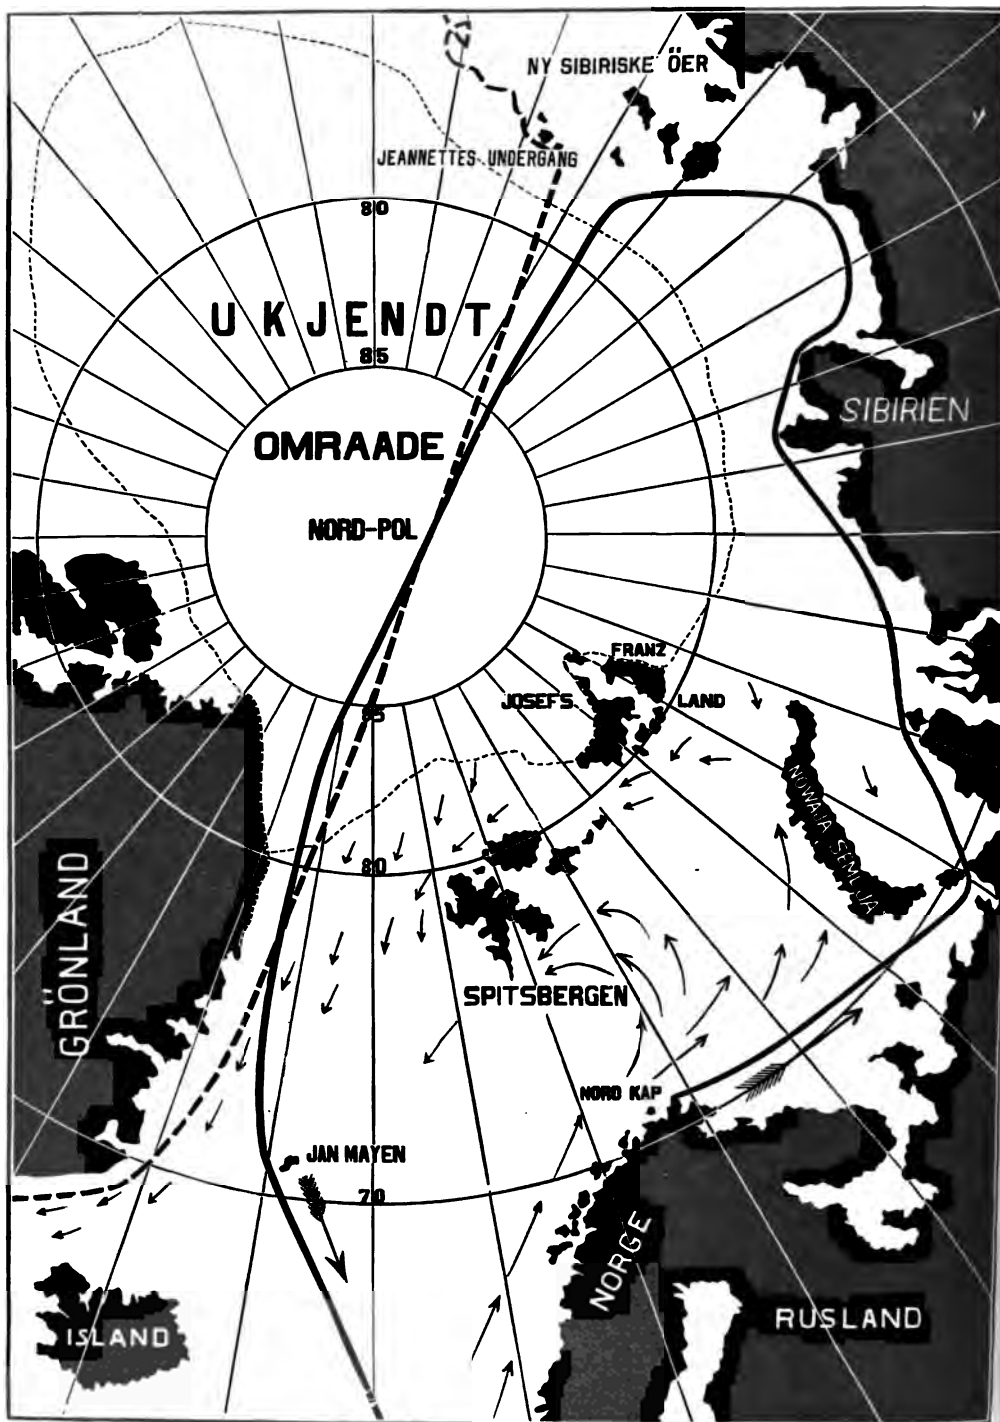 NY SIBIRISKE ÖER
JEANNETTES UNDERGANG
80
UKJENDT
85
OMRAADE
SIBIRIEN
NORD-POL
FRANZ
JOSEFS LAND
85
NOWAJA SEMLJA
80
GRÖNLAND
SPITSBERGEN
NORD KAP
JAN MAYEN
70
NORGE
RUSLAND
ISLAND